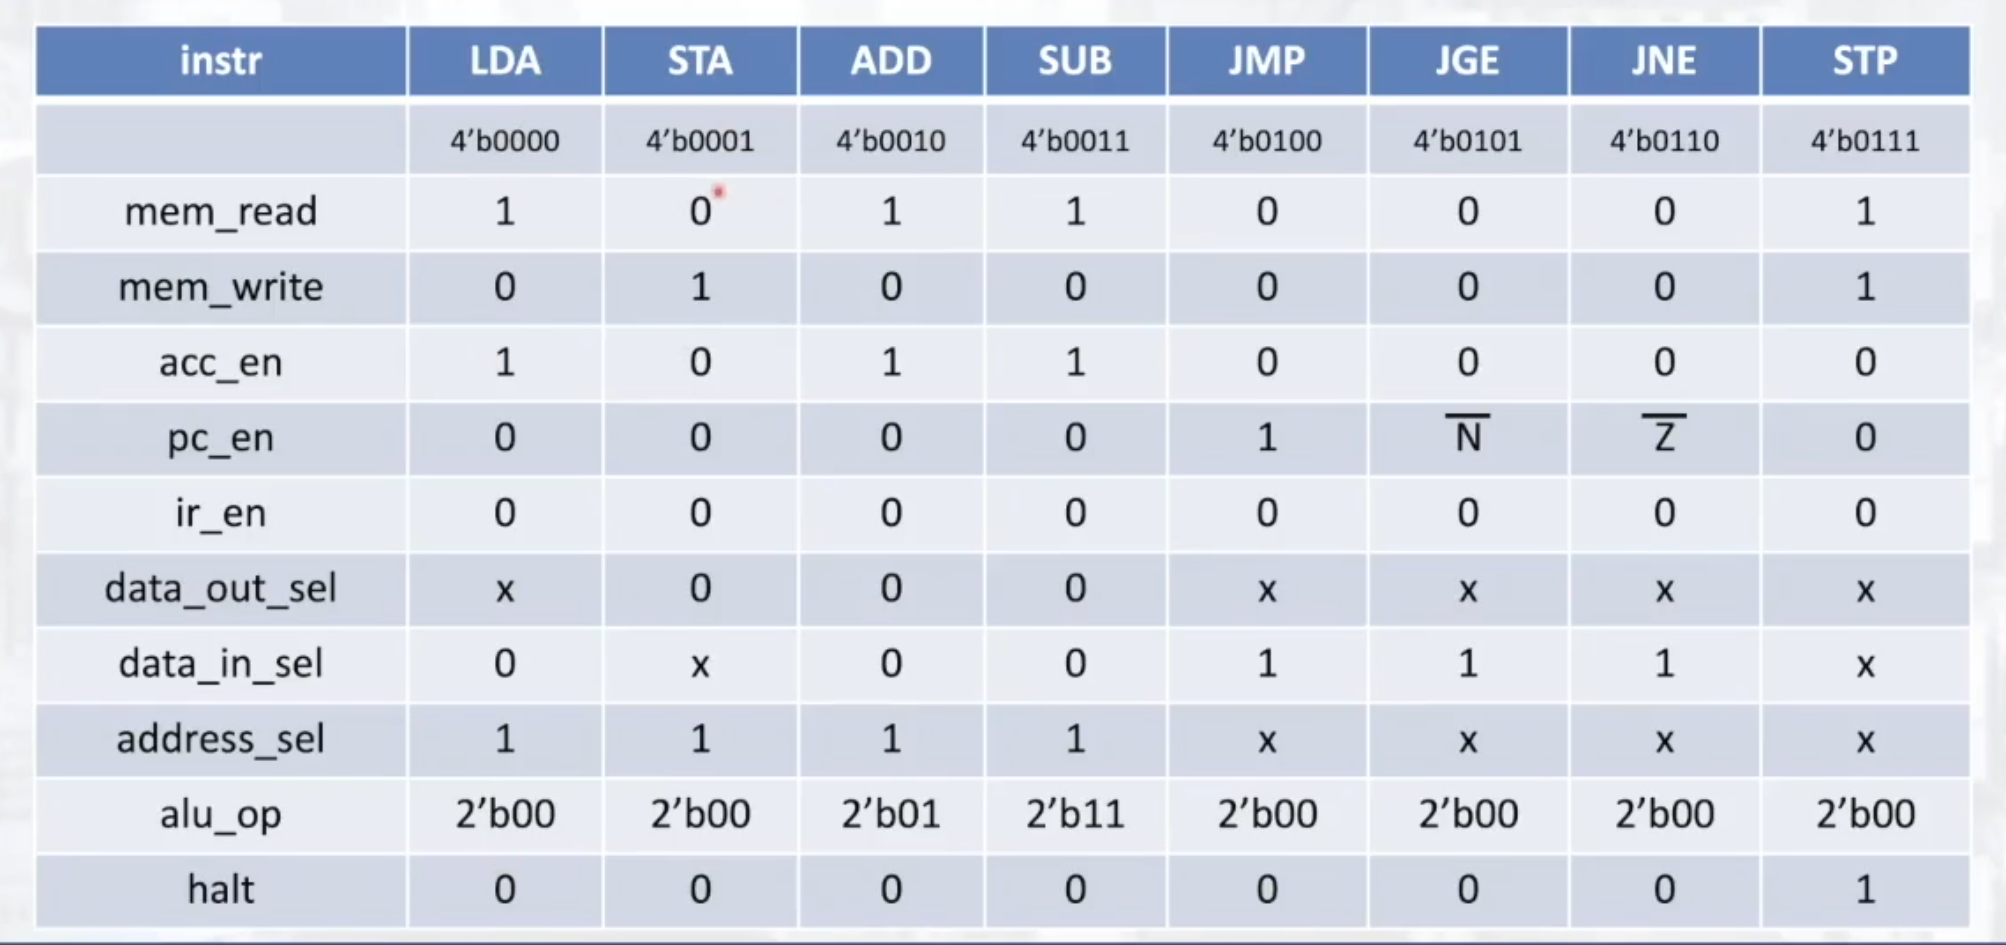 instr LDA STA ADD SUB JMP JGE JNE STP
4'b0000 4'b0001 4'b0010 4'b0011 4'b0100 4'b0101 4'b0110 4'b0111
mem_read 1 0 1 1 0 0 0 1
mem_write 0 1 0 0 0 0 0 1
acc_en 1 0 1 1 0 0 0 0
pc_en 0 0 0 0 1 N̅ Z̅ 0
ir_en 0 0 0 0 0 0 0 0
data_out_sel x 0 0 0 x x x x
data_in_sel 0 x 0 0 1 1 1 x
address_sel 1 1 1 1 x x x x
alu_op 2'b00 2'b00 2'b01 2'b11 2'b00 2'b00 2'b00 2'b00
halt 0 0 0 0 0 0 0 1